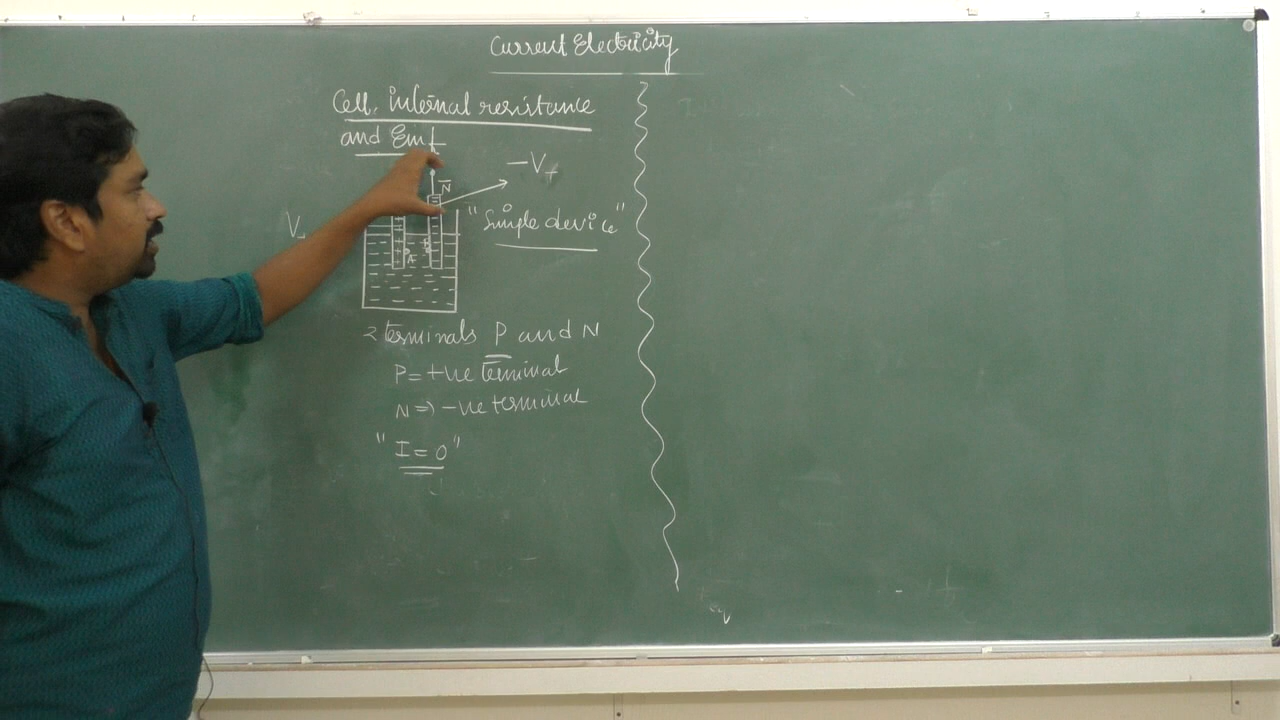 Current Electricity
Cell, internal resistance
and Emf
N
–V+
V–
"Simple device"
A
B
2 terminals P and N
P = +ve terminal
N ⇒ –ve terminal
" I = 0 "